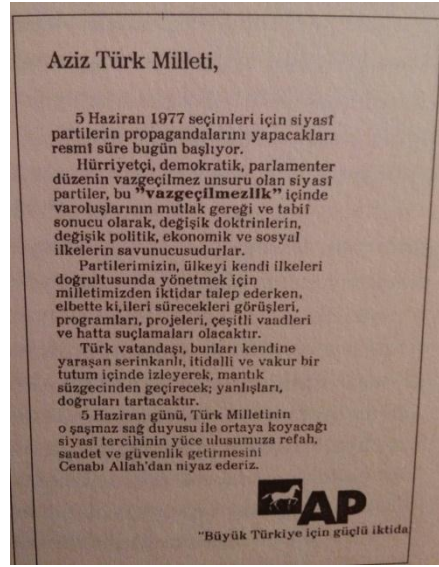 Aziz Türk Milleti,
5 Haziran 1977 seçimleri için siyasî
partilerin propagandalarını yapacakları
resmî süre bugün başlıyor.
Hürriyetçi, demokratik, parlamenter
düzenin vazgeçilmez unsuru olan siyasî
partiler, bu "vazgeçilmezlik" içinde
varoluşlarının mutlak gereği ve tabiî
sonucu olarak, değişik doktrinlerin,
değişik politik, ekonomik ve sosyal
ilkelerin savunucusudurlar.
Partilerimizin, ülkeyi kendi ilkeleri
doğrultusunda yönetmek için
milletimizden iktidar talep ederken,
elbette ki,ileri sürecekleri görüşleri,
programları, projeleri, çeşitli vaadleri
ve hatta suçlamaları olacaktır.
Türk vatandaşı, bunları kendine
yaraşan serinkanlı, itidalli ve vakur bir
tutum içinde izleyerek, mantık
süzgecinden geçirecek; yanlışları,
doğruları tartacaktır.
5 Haziran günü, Türk Milletinin
o şaşmaz sağ duyusu ile ortaya koyacağı
siyasî tercihinin yüce ulusumuza refah,
saadet ve güvenlik getirmesini
Cenabı Allah'dan niyaz ederiz.
AP
"Büyük Türkiye için güçlü iktida